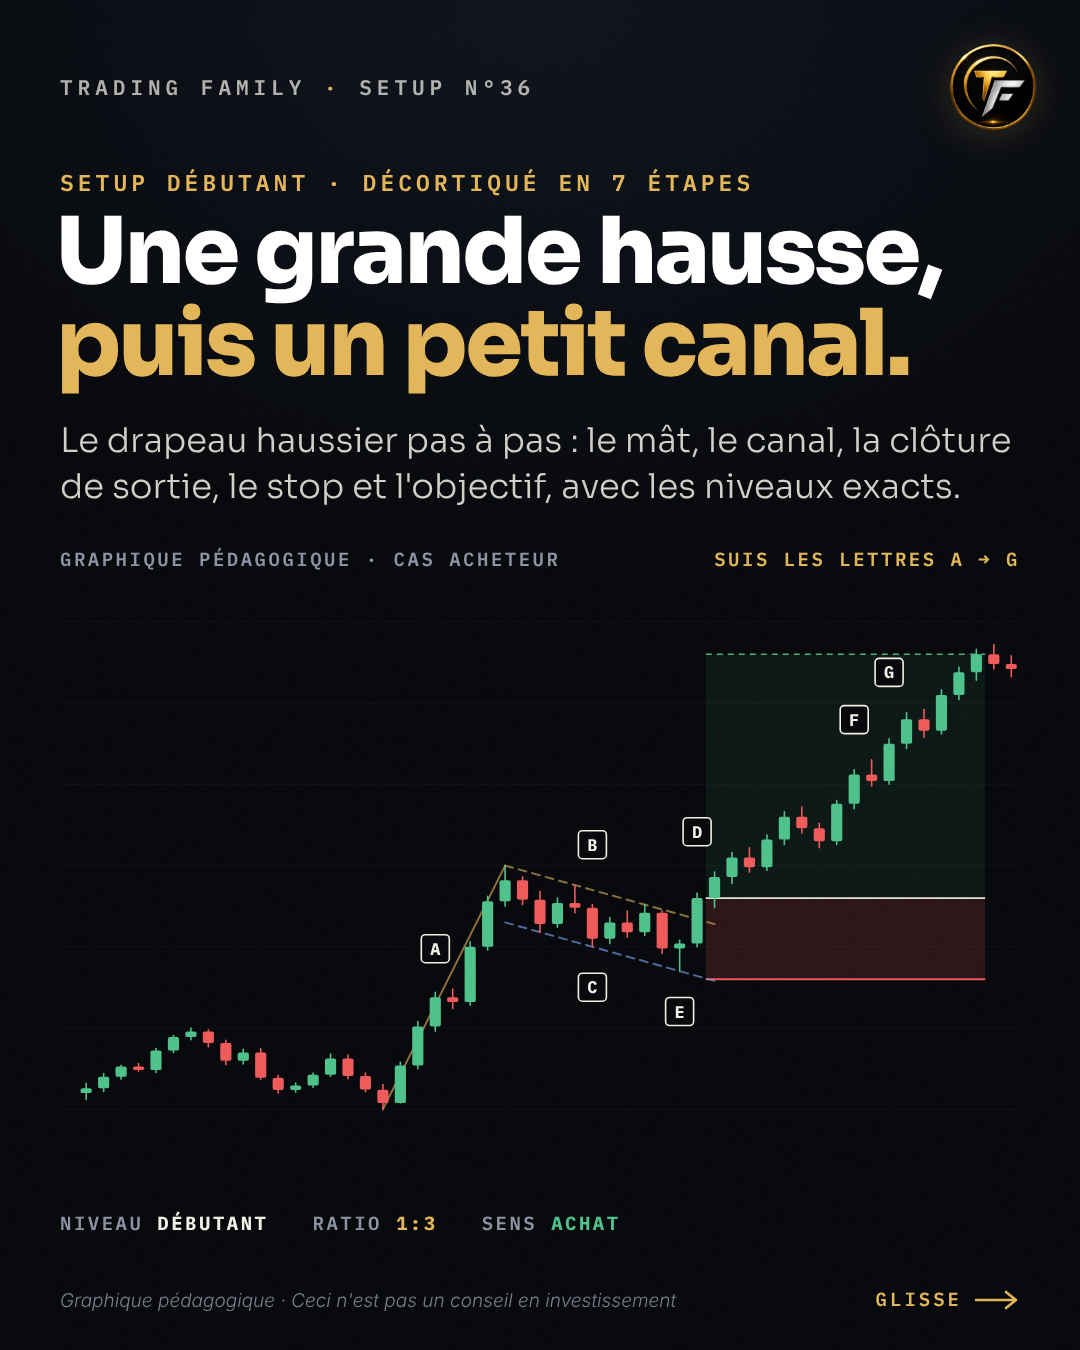 TRADING FAMILY · SETUP N°36
TF
SETUP DÉBUTANT · DÉCORTIQUÉ EN 7 ÉTAPES
Une grande hausse,
puis un petit canal.
Le drapeau haussier pas à pas : le mât, le canal, la clôture
de sortie, le stop et l'objectif, avec les niveaux exacts.
GRAPHIQUE PÉDAGOGIQUE · CAS ACHETEUR
SUIS LES LETTRES A → G
G
F
D
B
A
C
E
NIVEAU DÉBUTANT RATIO 1:3 SENS ACHAT
Graphique pédagogique · Ceci n'est pas un conseil en investissement
GLISSE →